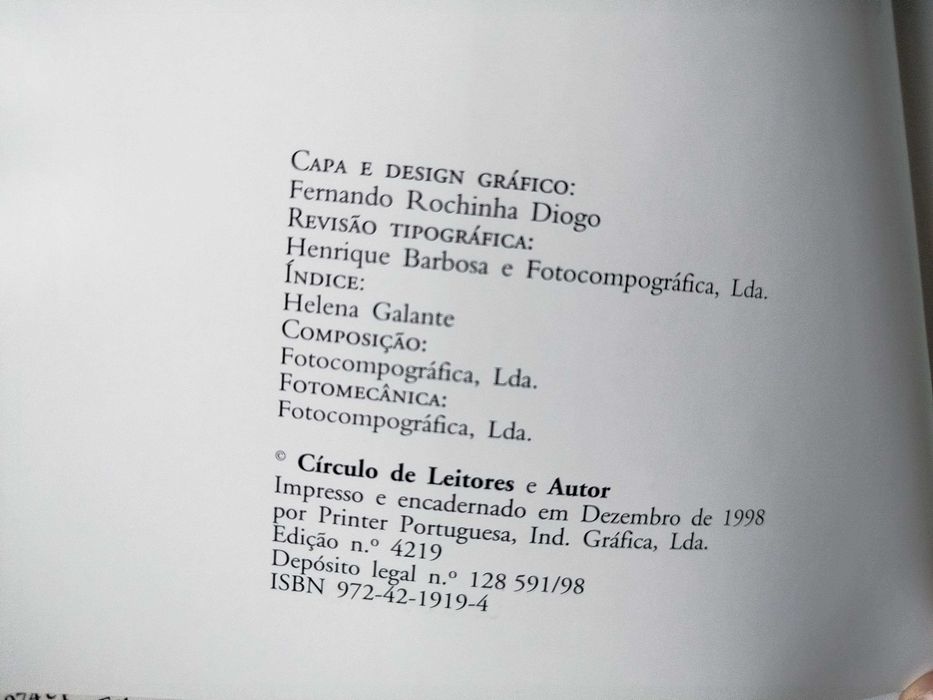 Capa e design gráfico:
Fernando Rochinha Diogo
Revisão tipográfica:
Henrique Barbosa e Fotocompográfica, Lda.
Índice:
Helena Galante
Composição:
Fotocompográfica, Lda.
Fotomecânica:
Fotocompográfica, Lda.
© Círculo de Leitores e Autor
Impresso e encadernado em Dezembro de 1998
por Printer Portuguesa, Ind. Gráfica, Lda.
Edição n.º 4219
Depósito legal n.º 128 591/98
ISBN 972-42-1919-4